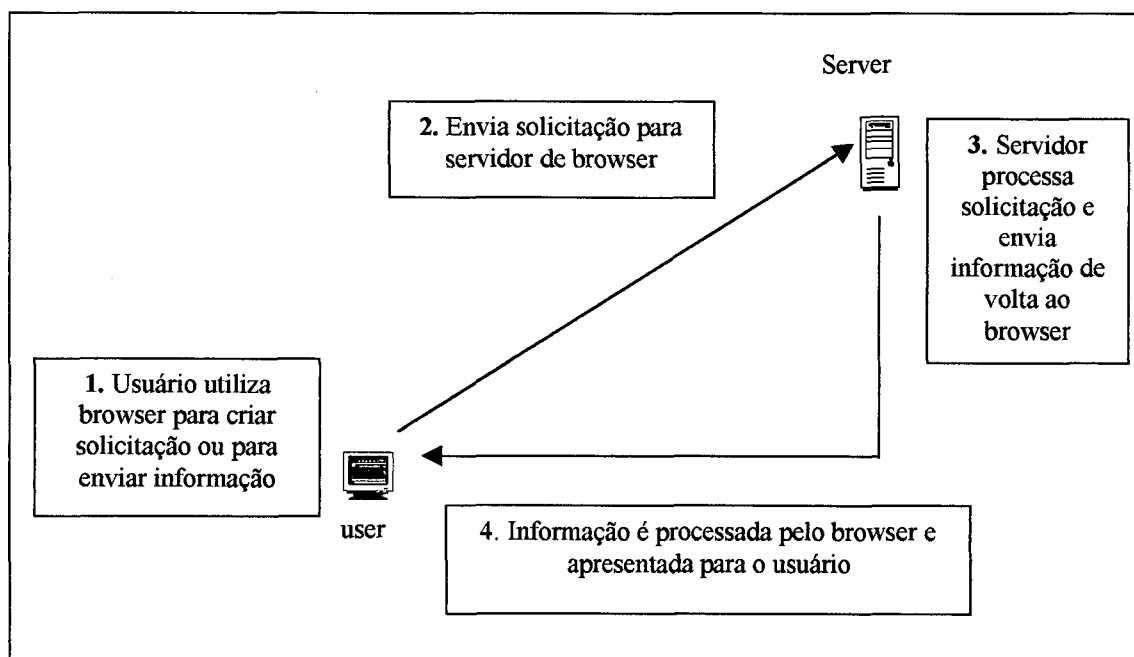 Server
2. Envia solicitação para
servidor de browser
3. Servidor
processa
solicitação e
envia
informação de
volta ao
browser
1. Usuário utiliza
browser para criar
solicitação ou para
enviar informação
user
4. Informação é processada pelo browser e
apresentada para o usuário